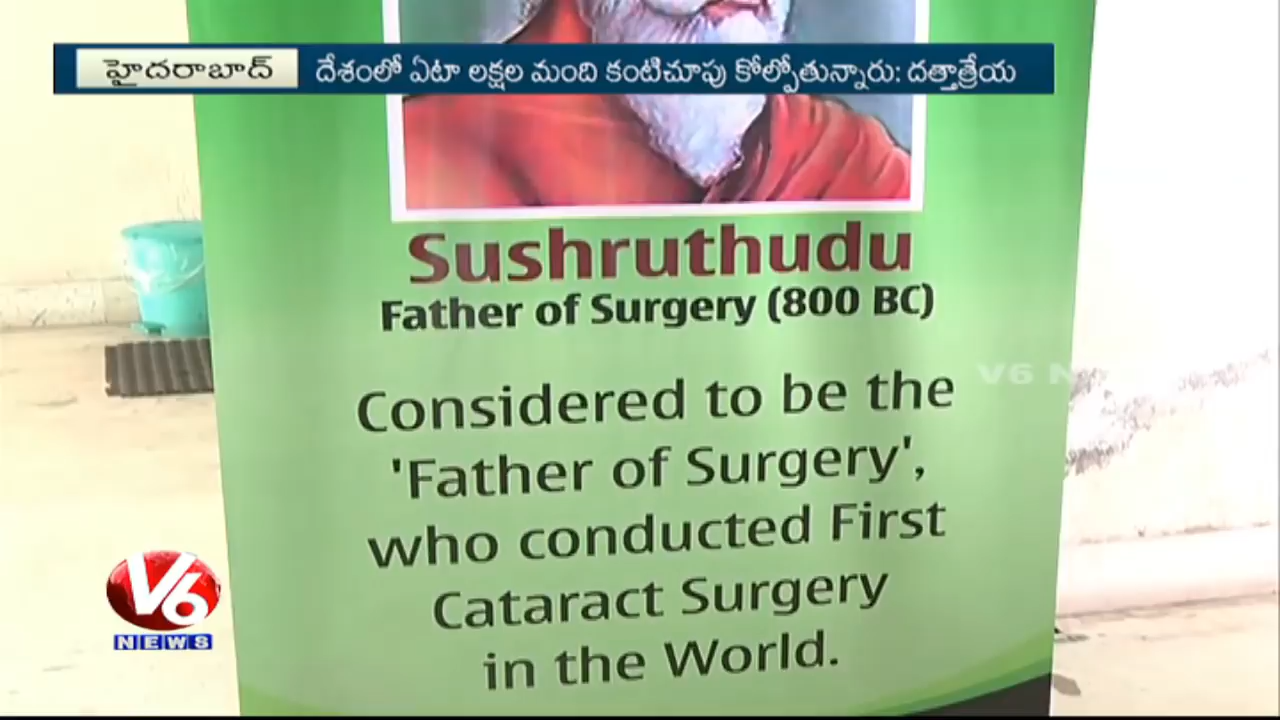 హైదరాబాద్ దేశంలో ఏటా లక్షల మంది కంటిచూపు కోల్పోతున్నారు: దత్తాత్రేయ
Sushruthudu
Father of Surgery (800 BC)
Considered to be the
'Father of Surgery',
who conducted First
Cataract Surgery
in the World.
V6
V6
NEWS